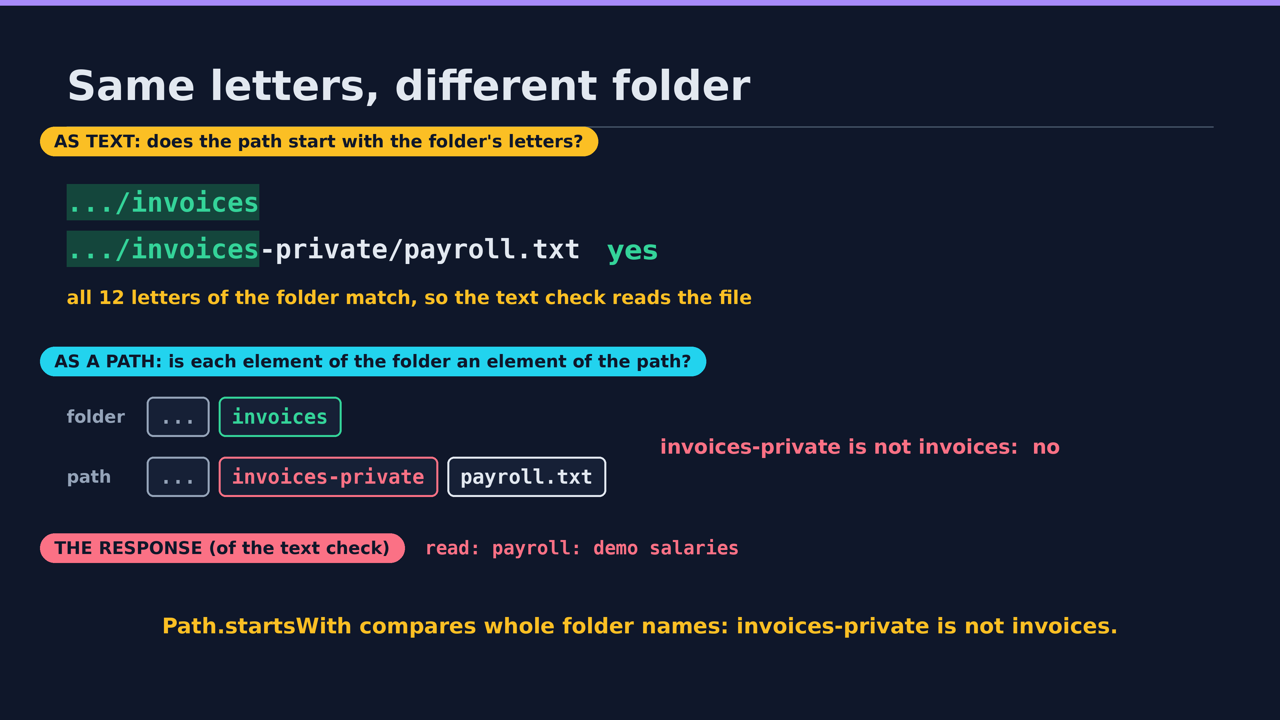 Same letters, different folder
AS TEXT: does the path start with the folder's letters?
.../invoices
.../invoices-private/payroll.txt yes
all 12 letters of the folder match, so the text check reads the file
AS A PATH: is each element of the folder an element of the path?
folder ... invoices
invoices-private is not invoices: no
path ... invoices-private payroll.txt
THE RESPONSE (of the text check) read: payroll: demo salaries
Path.startsWith compares whole folder names: invoices-private is not invoices.